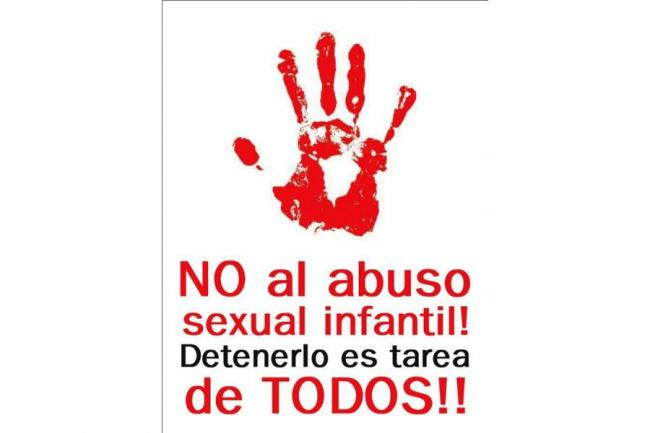 NO al abuso
sexual infantil!
Detenerlo es tarea
de TODOS!!